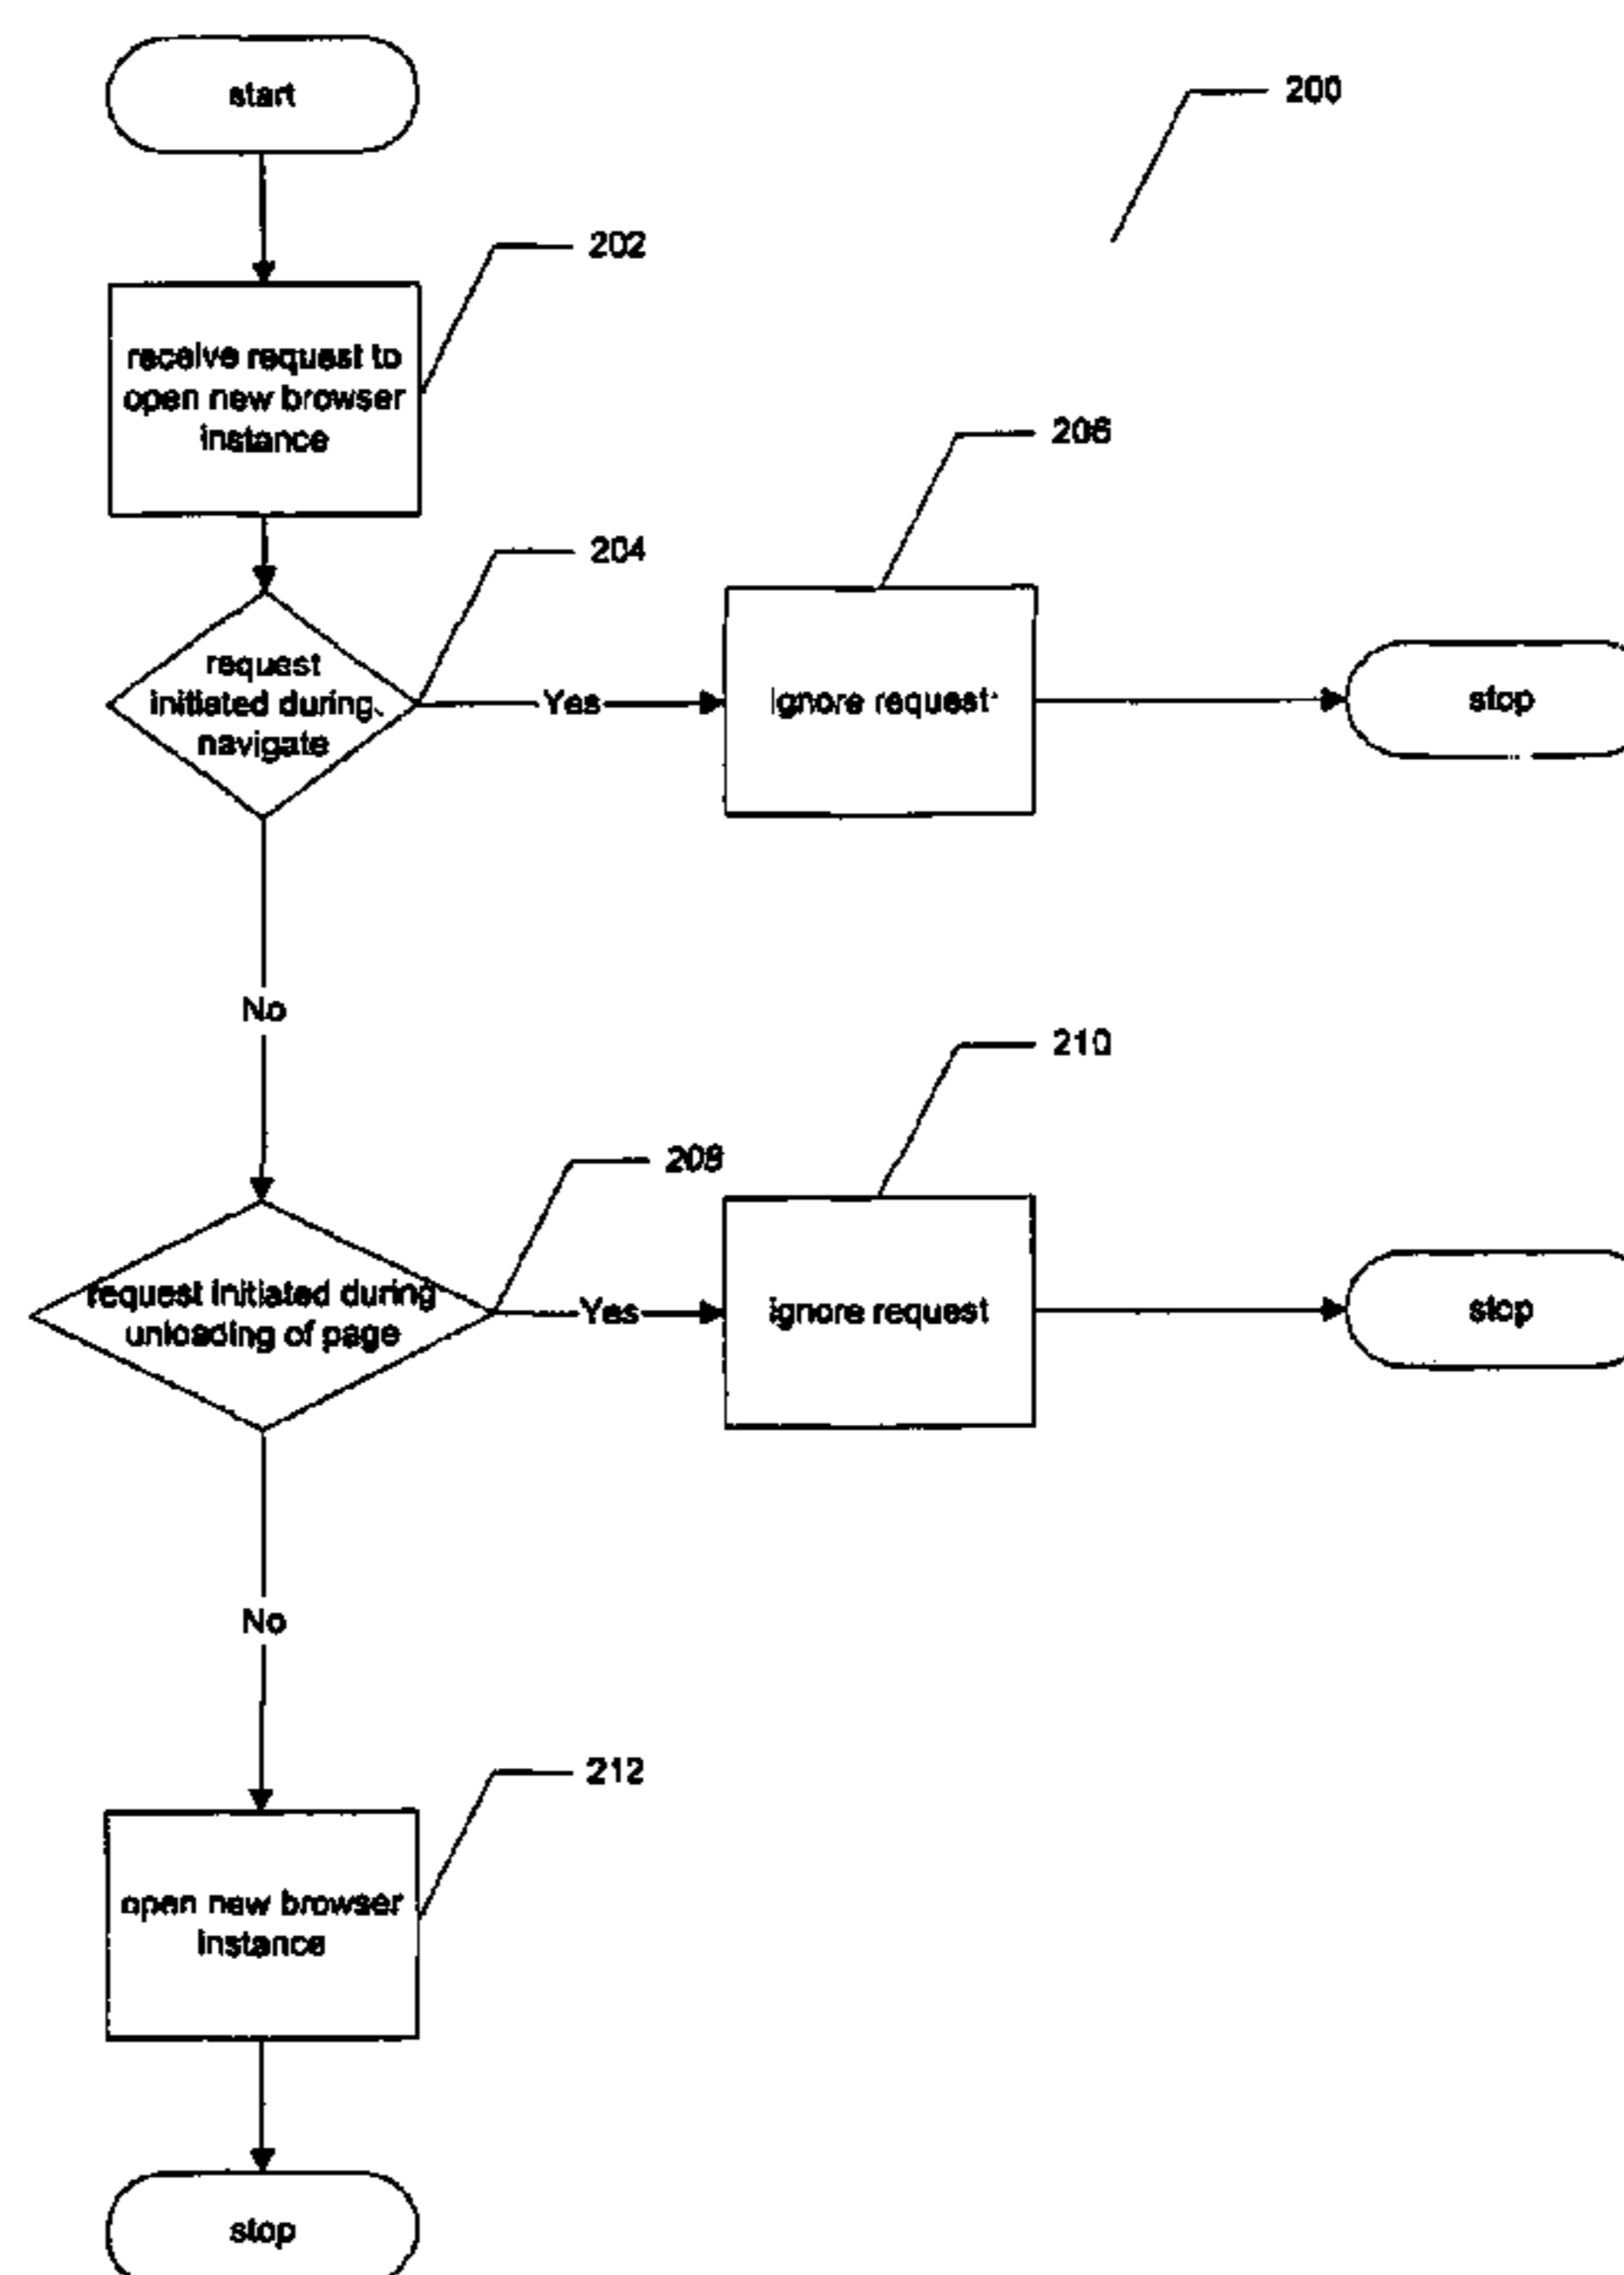 start
200
202
receive request to
open new browser
instance
206
204
request
initiated during
navigate
Yes
ignore request
stop
No
210
208
request initiated during
unloading of page
Yes
ignore request
stop
No
212
open new browser
instance
stop